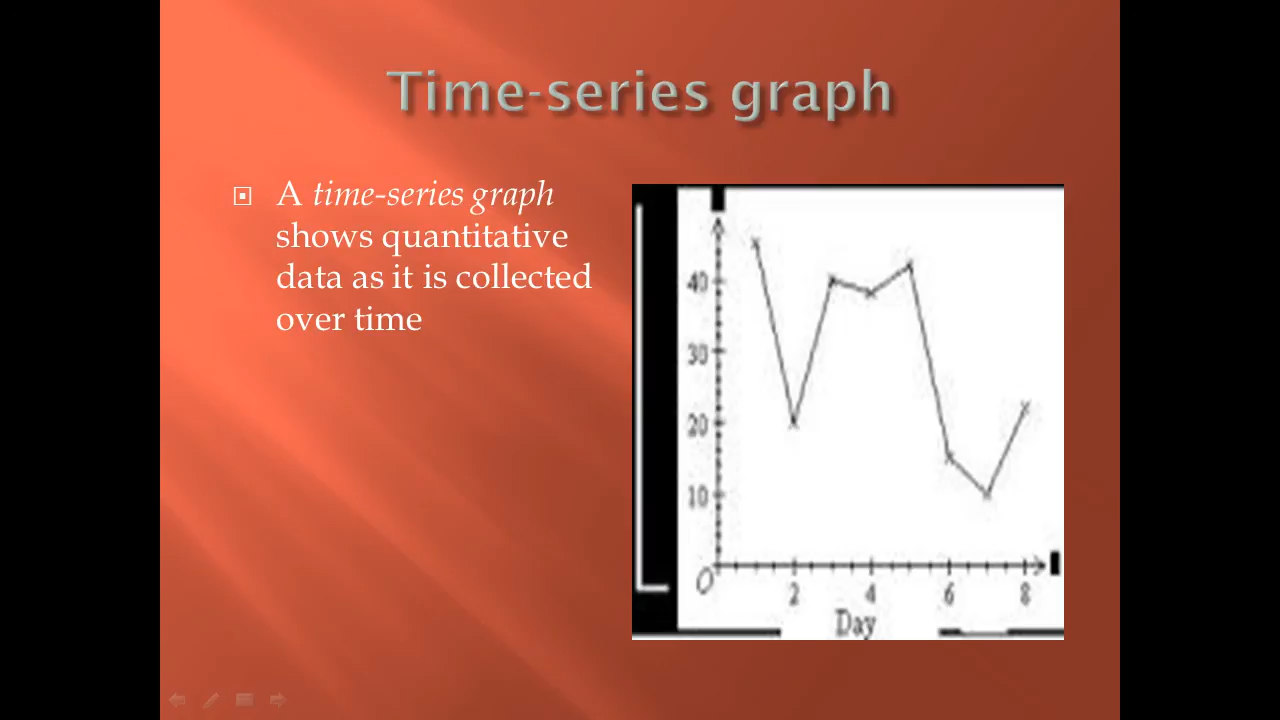 Time-series graph
A time-series graph
shows quantitative
data as it is collected
over time
40
30
20
10
O
2 4 6 8
Day